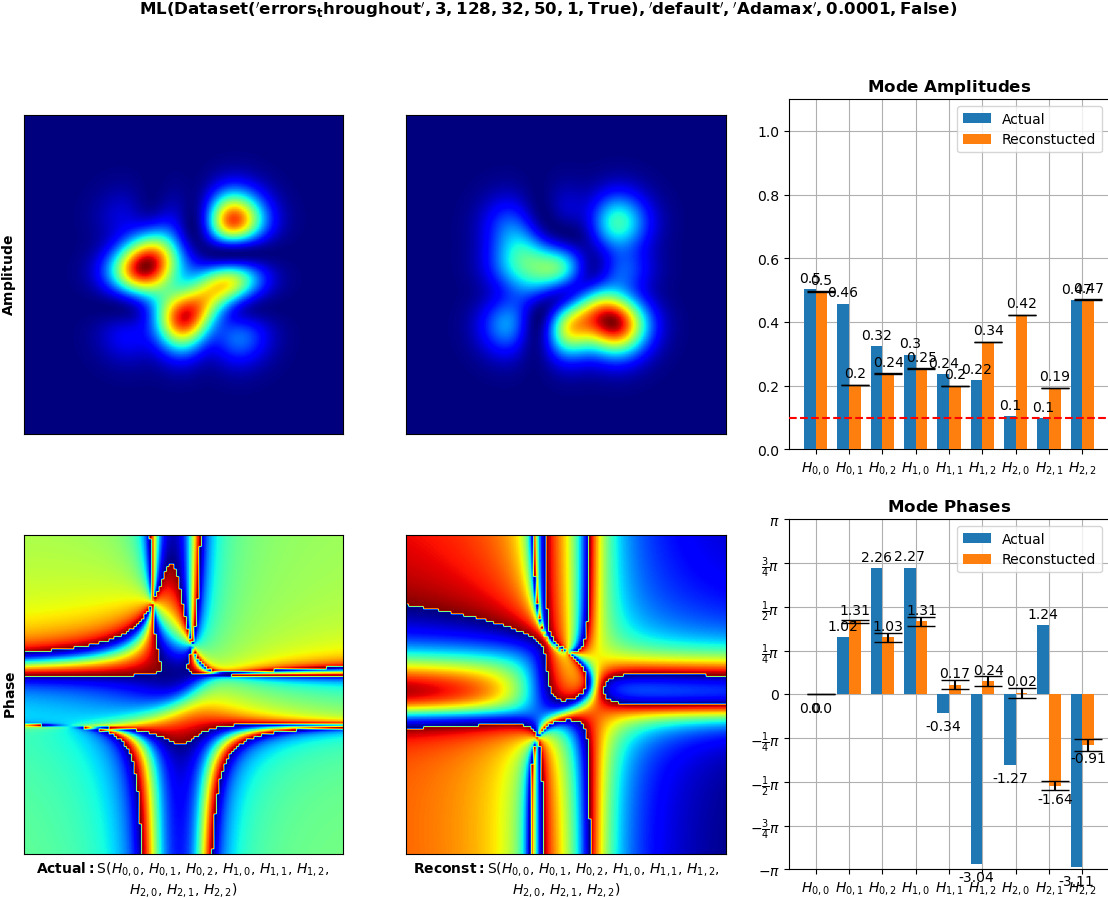 ML(Dataset(′errors_throughout′, 3, 128, 32, 50, 1, True), ′default′, ′Adamax′, 0.0001, False)
Amplitude
Mode Amplitudes
Actual
Reconstucted
1.0
0.8
0.6
0.4
0.2
0.0
0.5 0.5 0.46 0.2 0.32 0.24 0.3 0.25 0.24 0.2 0.22 0.34 0.1 0.42 0.1 0.19 0.47 0.47
H0,0 H0,1 H0,2 H1,0 H1,1 H1,2 H2,0 H2,1 H2,2
Phase
Mode Phases
Actual
Reconstucted
π
3/4π
1/2π
1/4π
0
−1/4π
−1/2π
−3/4π
−π
0.0 0.0 1.02 1.31 2.26 1.03 2.27 1.31 -0.34 0.17 -3.04 0.24 -1.27 0.02 1.24 -1.64 -3.11 -0.91
H0,0 H0,1 H0,2 H1,0 H1,1 H1,2 H2,0 H2,1 H2,2
Actual: S(H0,0, H0,1, H0,2, H1,0, H1,1, H1,2,
H2,0, H2,1, H2,2)
Reconst: S(H0,0, H0,1, H0,2, H1,0, H1,1, H1,2,
H2,0, H2,1, H2,2)